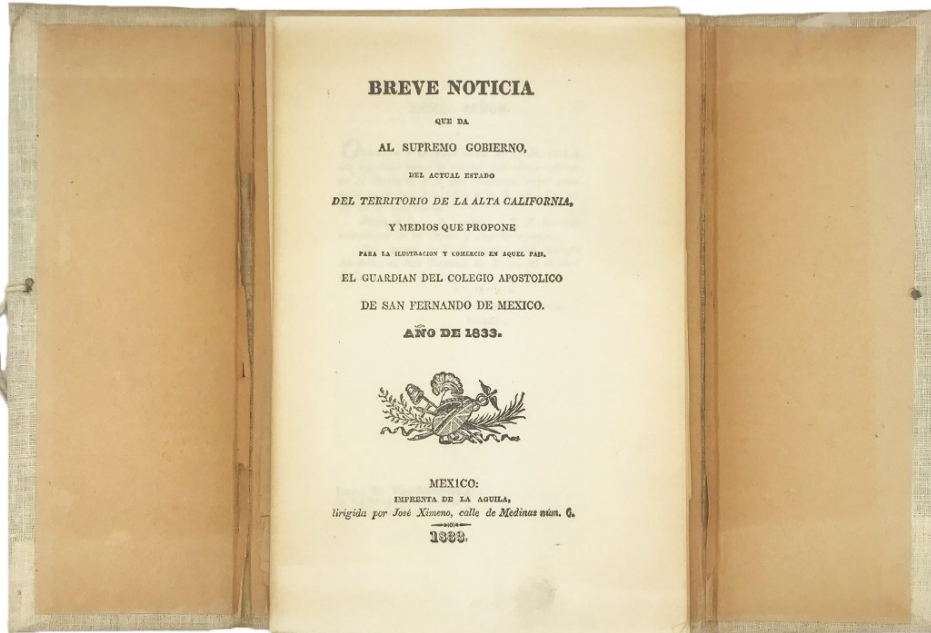 BREVE NOTICIA
QUE DA
AL SUPREMO GOBIERNO,
DEL ACTUAL ESTADO
DEL TERRITORIO DE LA ALTA CALIFORNIA,
Y MEDIOS QUE PROPONE
PARA LA ILUSTRACION Y COMERCIO EN AQUEL PAIS,
EL GUARDIAN DEL COLEGIO APOSTOLICO
DE SAN FERNANDO DE MEXICO.
AÑO DE 1833.
MEXICO:
IMPRENTA DE LA AGUILA,
dirigida por José Ximeno, calle de Medinas núm. 6.
1833.